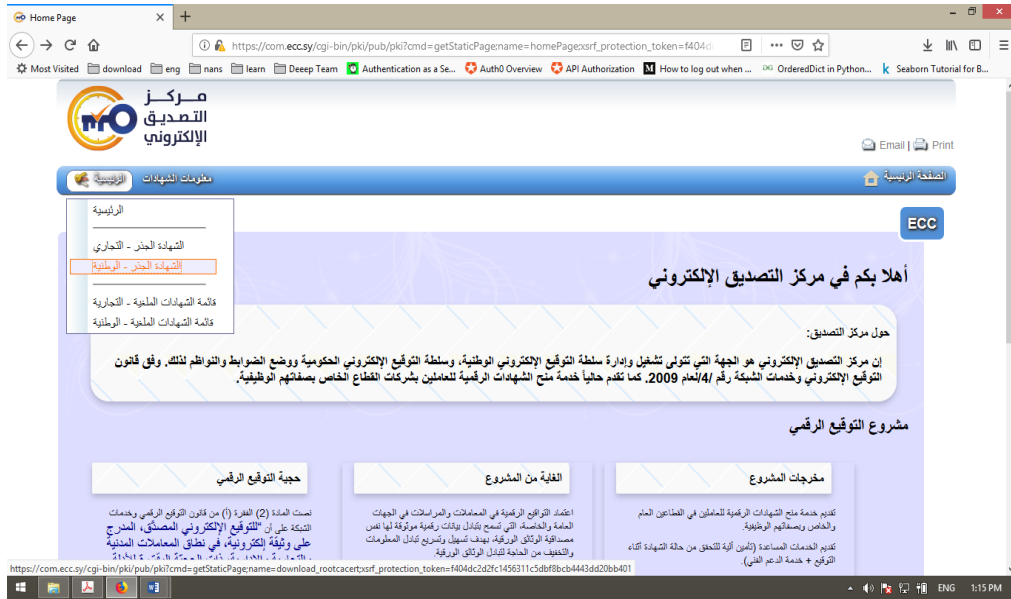 Home Page
https://com.ecc.sy/cgi-bin/pki/pub/pki?cmd=getStaticPage;name=homePage;xsrf_protection_token=f404d
Most Visited download eng nans learn Deeep Team Authentication as a Se... Auth0 Overview API Authorization How to log out when ... OrderedDict in Python... Seaborn Tutorial for B...
مــركــز
التصديق
الإلكتروني
Email | Print
الصفحة الرئيسية
معلومات الشهادات الرئيسية
الرئيسية
الشهادة الجذر - التجاري
الشهادة الجذر - الوطنية
قائمة الشهادات الملغية - التجارية
قائمة الشهادات الملغية - الوطنية
ECC
أهلا بكم في مركز التصديق الإلكتروني
حول مركز التصديق:
إن مركز التصديق الإلكتروني هو الجهة التي تتولى تشغيل وإدارة سلطة التوقيع الإلكتروني الوطنية، وسلطة التوقيع الإلكتروني الحكومية ووضع الضوابط والنواظم لذلك. وفق قانون
التوقيع الإلكتروني وخدمات الشبكة رقم /4/لعام 2009. كما تقدم حالياً خدمة منح الشهادات الرقمية للعاملين بشركات القطاع الخاص بصفاتهم الوظيفية.
مشروع التوقيع الرقمي
مخرجات المشروع
تقديم خدمة منح الشهادات الرقمية للعاملين في القطاعين العام
والخاص وبصفاتهم الوظيفية.
تقديم الخدمات المساعدة (تأمين آلية للتحقق من حالة الشهادة أثناء
التوقيع + خدمة الدعم الفني).
الغاية من المشروع
اعتماد التواقيع الرقمية في المعاملات والمراسلات في الجهات
العامة والخاصة، التي تسمح بتبادل بيانات رقمية موثوقة لها نفس
مصداقية الوثائق الورقية، بهدف تسهيل وتسريع تبادل المعلومات
والتخفيف من الحاجة لتبادل الوثائق الورقية.
حجية التوقيع الرقمي
نصت المادة (2) الفقرة (أ) من قانون التوقيع الرقمي وخدمات
الشبكة على أن "للتوقيع الإلكتروني المصدَّق، المدرج
على وثيقة إلكترونية، في نطاق المعاملات المدنية
https://com.ecc.sy/cgi-bin/pki/pub/pki?cmd=getStaticPage;name=download_rootcacert;xsrf_protection_token=f404dc2d2fc1456311c5dbf8bcb4443dd20bb401
ENG 1:15 PM